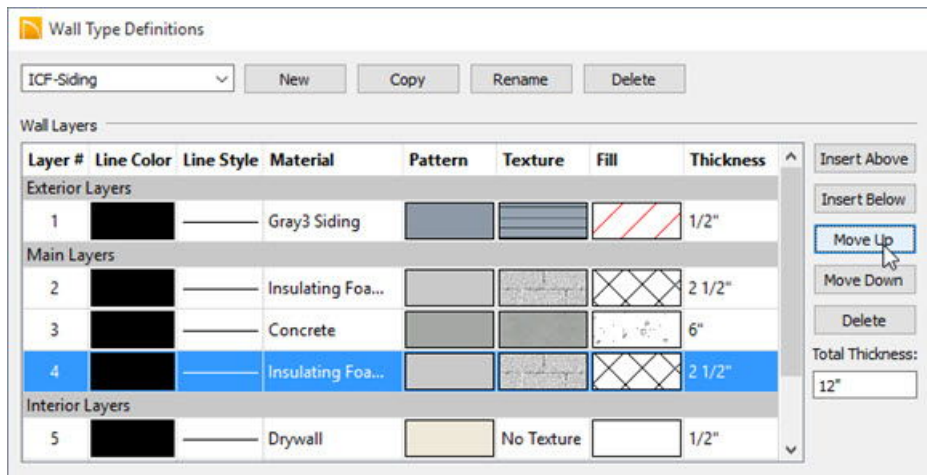 Wall Type Definitions
ICF-Siding New Copy Rename Delete
Wall Layers
Layer # Line Color Line Style Material Pattern Texture Fill Thickness Insert Above
Exterior Layers
Insert Below
1 Gray3 Siding 1/2"
Move Up
Main Layers
2 Insulating Foa... 2 1/2" Move Down
3 Concrete 6" Delete
Total Thickness:
4 Insulating Foa... 2 1/2"
12"
Interior Layers
5 Drywall No Texture 1/2"